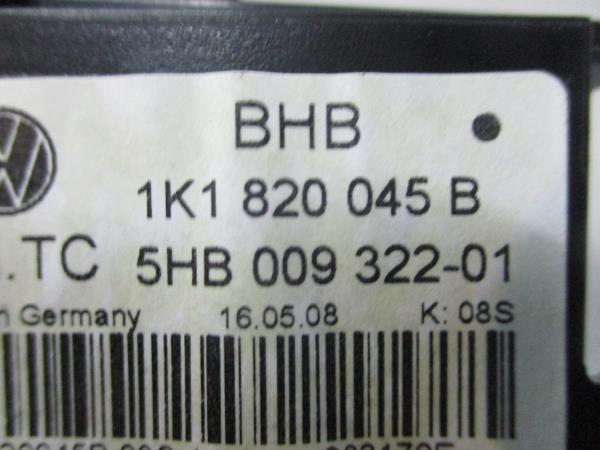 BHB
1K1 820 045 B
.TC 5HB 009 322-01
Germany 16.05.08 K: 08S